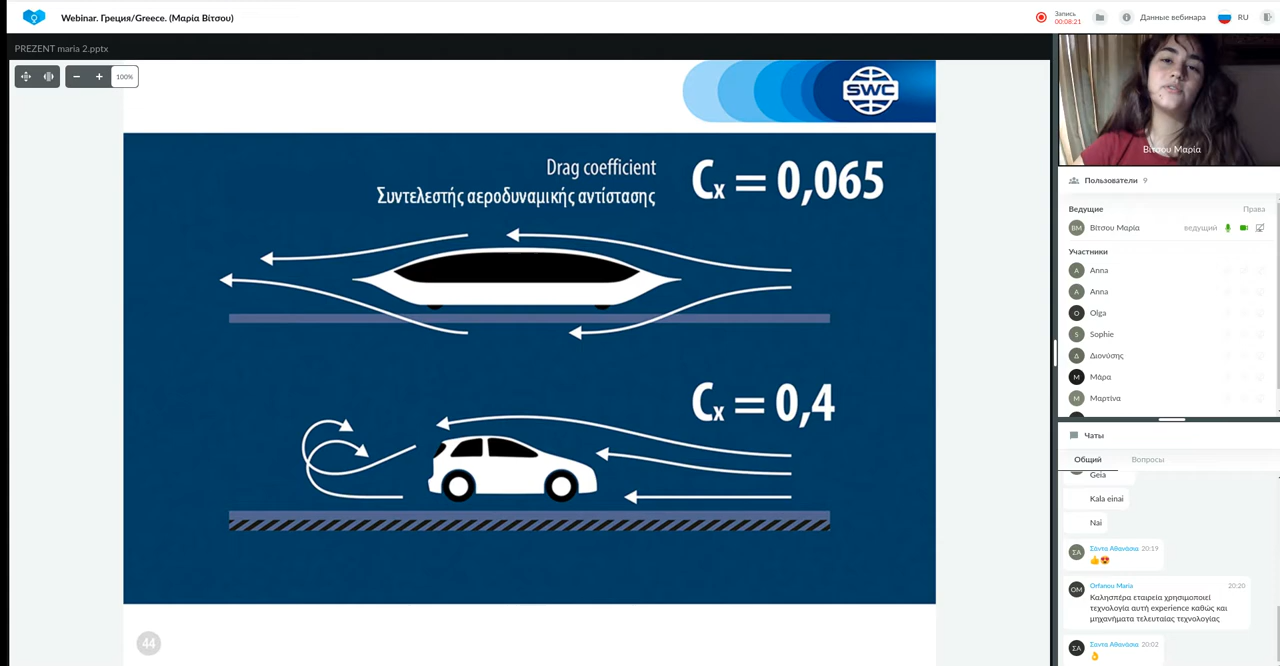 Webinar. Греция/Greece. (Μαρία Βίτσου)
Запись
00:08:21
Данные вебинара
RU
PREZENT maria 2.pptx
100%
SWC
Drag coefficient
Συντελεστής αεροδυναμικής αντίστασης
Cx = 0,065
Cx = 0,4
44
Βίτσου Μαρία
Пользователи 9
Ведущие Права
ΒΜ Βίτσου Μαρία ведущий
Участники
A Anna
A Anna
O Olga
S Sophie
Δ Διονύσης
Μ Μάρα
Μ Μαρτίνα
Чаты
Общий Вопросы
Geia
Kala einai
Nai
ΣΑ Σάντα Αθανάσια 20:19
👍😍
OM Orfanou Maria 20:20
Καλησπέρα εταιρεία χρησιμοποιεί
τεχνολογία αυτή experience καθώς και
μηχανήματα τελευταίας τεχνολογίας
ΣΑ Σάντα Αθανάσια 20:02
👌